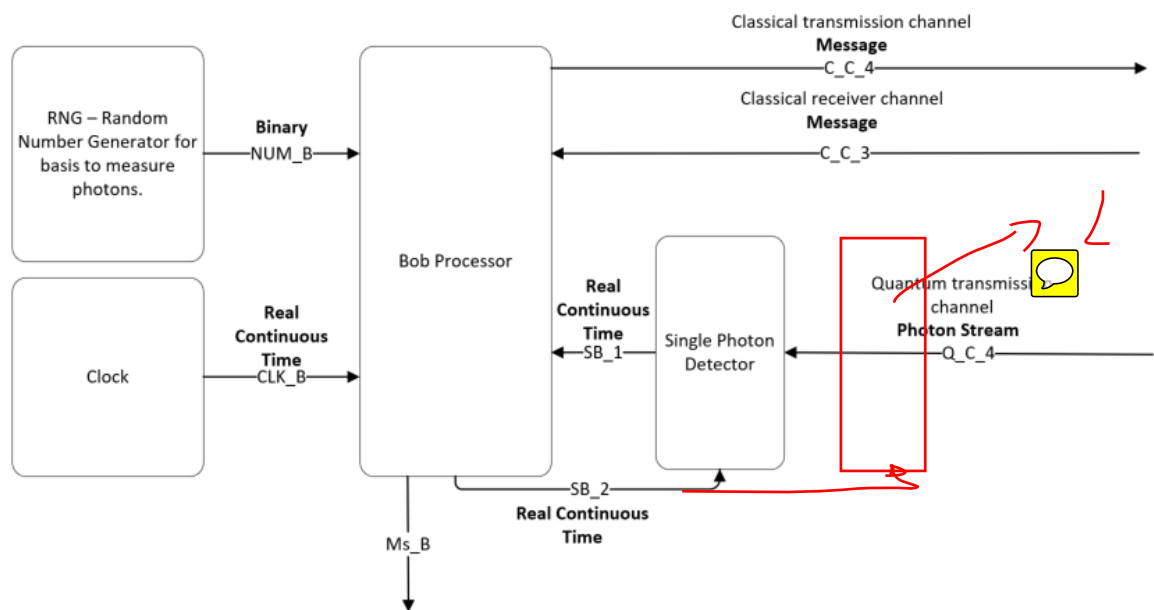 Classical transmission channel
Message
C_C_4
Classical receiver channel
Message
C_C_3
RNG – Random
Number Generator for
basis to measure
photons.
Binary
NUM_B
Bob Processor
Real
Continuous
Time
SB_1
Single Photon
Detector
Quantum transmissi
channel
Photon Stream
Q_C_4
Clock
Real
Continuous
Time
CLK_B
SB_2
Real Continuous
Time
Ms_B